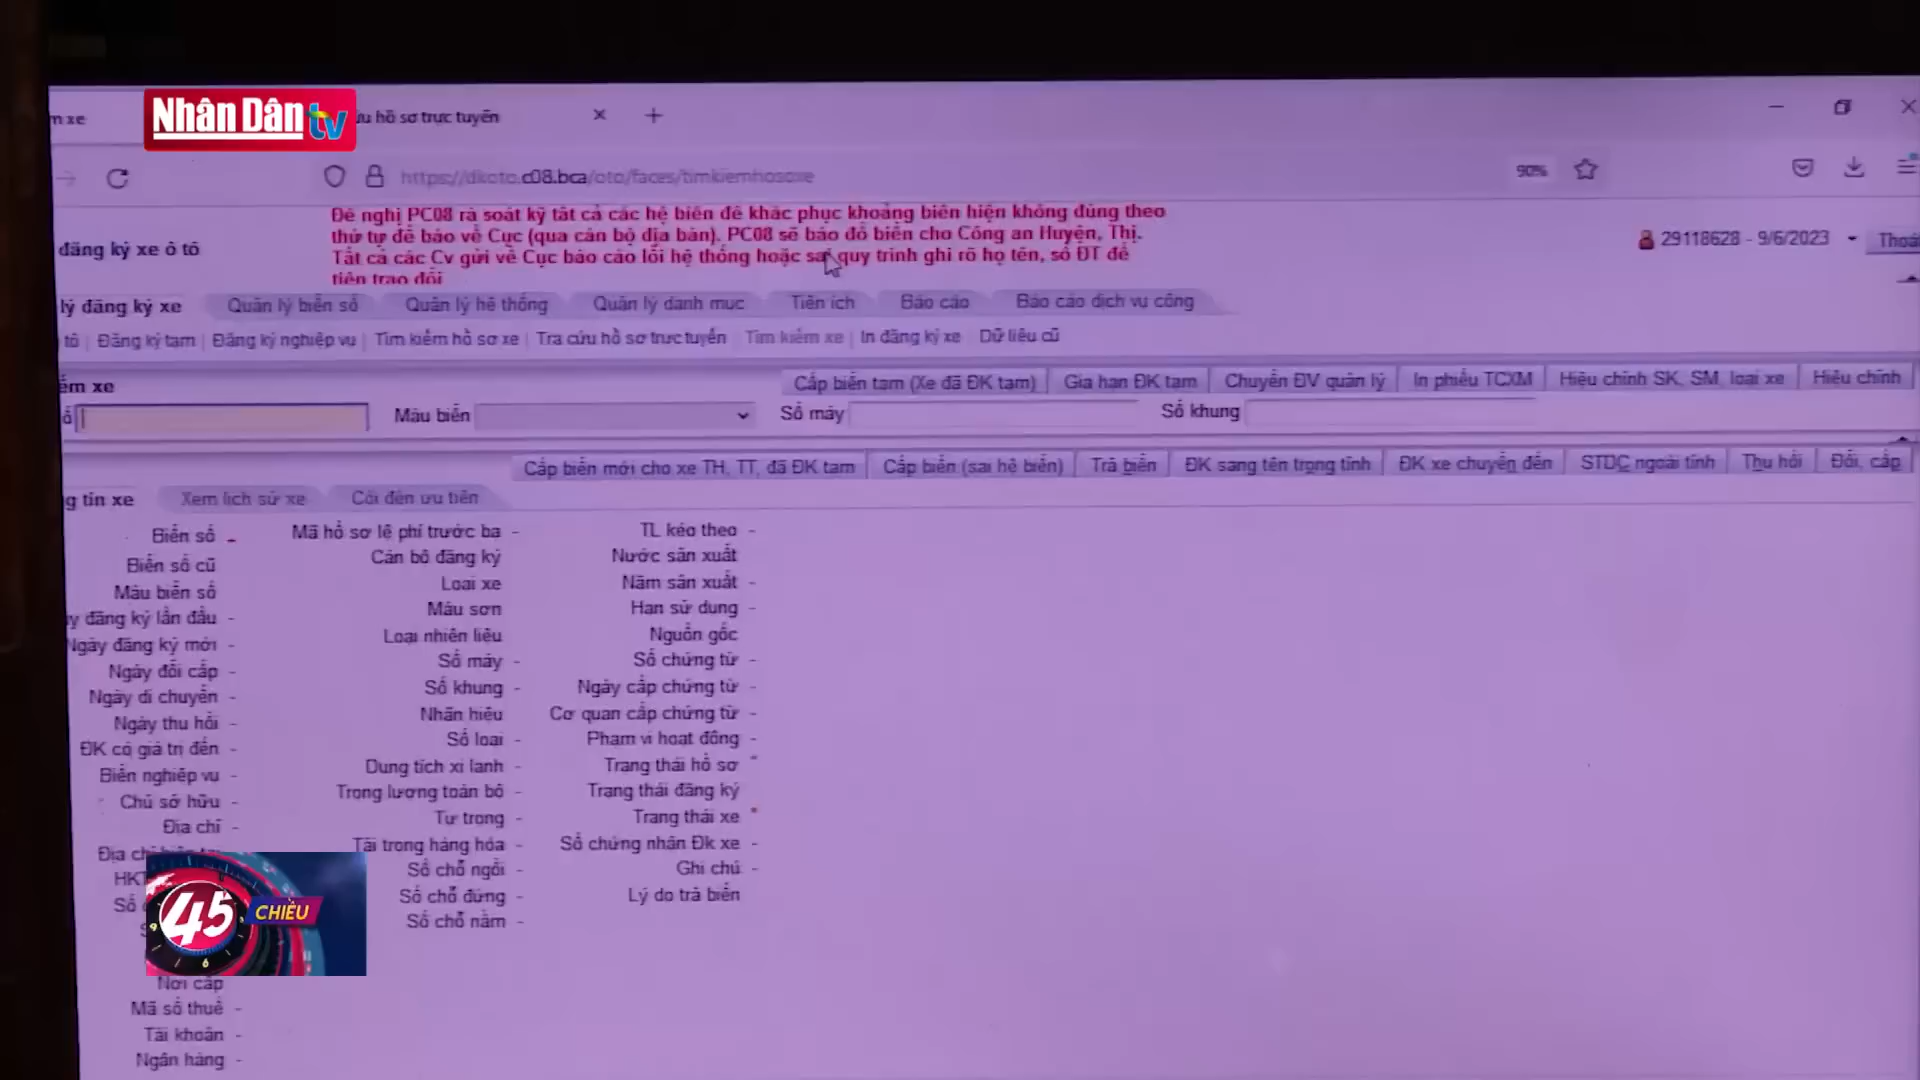 m xe
Nhân Dân tv
ứu hồ sơ trực tuyến
https://dkoto.c08.bca/oto/faces/timkiemhosoxe
90%
Đề nghị PC08 rà soát kỹ tất cả các hệ biển để khắc phục khoảng biển hiện không đúng theo
thứ tự để báo về Cục (qua cán bộ địa bàn). PC08 sẽ báo đổ biển cho Công an Huyện, Thị.
Tất cả các Cv gửi về Cục báo cáo lỗi hệ thống hoặc sai quy trình ghi rõ họ tên, số ĐT để
tiện trao đổi
đăng ký xe ô tô
29118628 - 9/6/2023
Thoát
lý đăng ký xe
Quản lý biển số
Quản lý hệ thống
Quản lý danh mục
Tiện ích
Báo cáo
Báo cáo dịch vụ công
tô | Đăng ký tạm | Đăng ký nghiệp vụ | Tìm kiếm hồ sơ xe | Tra cứu hồ sơ trực tuyến | Tìm kiếm xe | In đăng ký xe | Dữ liệu cũ
ếm xe
Cấp biển tạm (Xe đã ĐK tạm)
Gia hạn ĐK tạm
Chuyển ĐV quản lý
In phiếu TCXM
Hiệu chỉnh SK, SM, loại xe
Hiệu chỉnh
ố
Màu biển
Số máy
Số khung
Cấp biển mới cho xe TH, TT, đã ĐK tạm
Cấp biển (sai hệ biển)
Trả biển
ĐK sang tên trong tỉnh
ĐK xe chuyển đến
STDC ngoài tỉnh
Thu hồi
Đổi, cấp
g tin xe
Xem lịch sử xe
Còi đèn ưu tiên
Biển số -
Biển số cũ
Màu biển số
y đăng ký lần đầu -
Ngày đăng ký mới -
Ngày đổi cấp -
Ngày di chuyển -
Ngày thu hồi -
ĐK có giá trị đến -
Biển nghiệp vụ -
Chủ sở hữu -
Địa chỉ -
Địa chỉ
HKT
Số
Nơi cấp
Mã số thuế -
Tài khoản -
Ngân hàng -
Mã hồ sơ lệ phí trước bạ -
Cán bộ đăng ký
Loại xe
Màu sơn
Loại nhiên liệu
Số máy -
Số khung -
Nhãn hiệu
Số loại -
Dung tích xi lanh -
Trọng lượng toàn bộ -
Tự trọng -
Tải trọng hàng hóa -
Số chỗ ngồi -
Số chỗ đứng -
Số chỗ nằm -
TL kéo theo -
Nước sản xuất
Năm sản xuất -
Hạn sử dụng -
Nguồn gốc
Số chứng từ -
Ngày cấp chứng từ -
Cơ quan cấp chứng từ -
Phạm vi hoạt động -
Trạng thái hồ sơ -
Trạng thái đăng ký
Trạng thái xe
Số chứng nhận Đk xe -
Ghi chú -
Lý do trả biển
45
CHIỀU
9
3
6